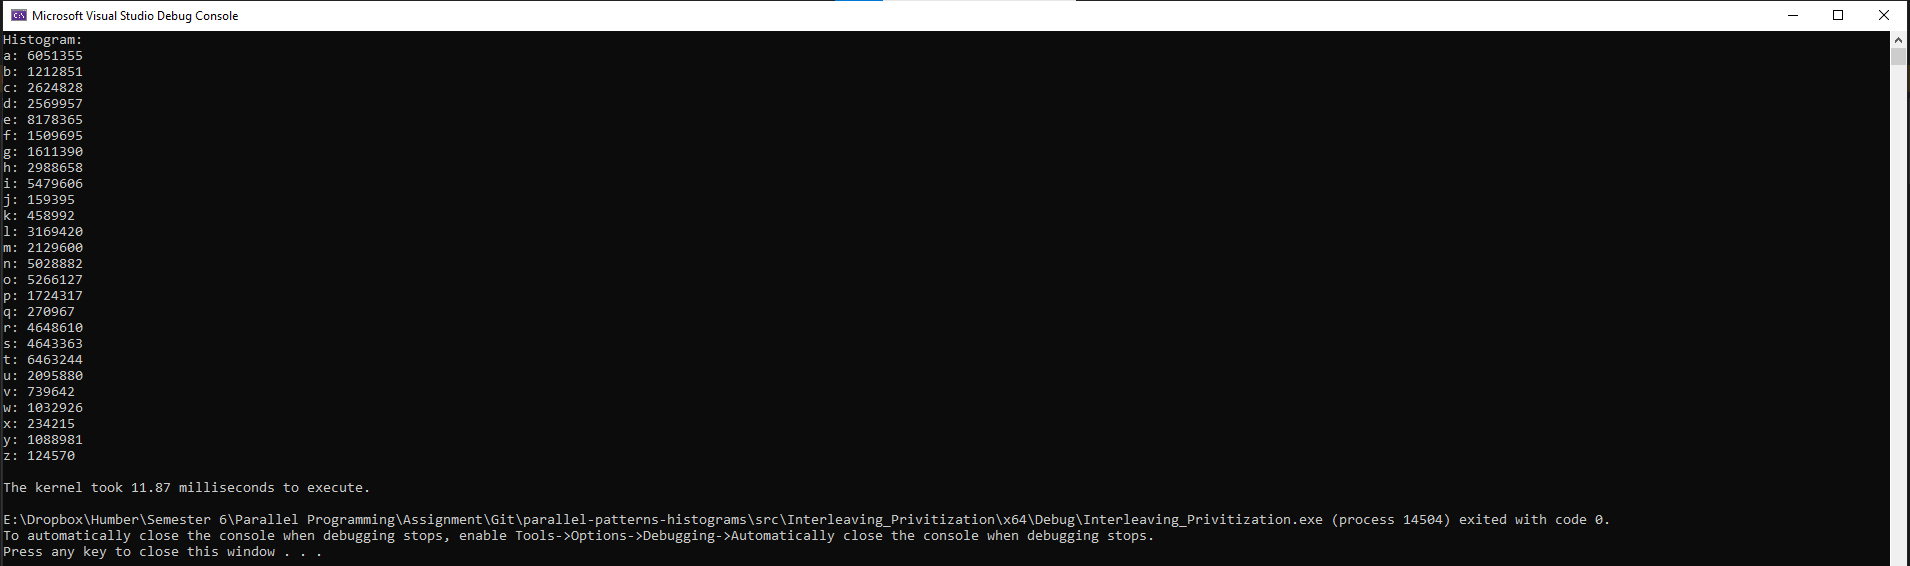 Microsoft Visual Studio Debug Console
Histogram:
a: 6051355
b: 1212851
c: 2624828
d: 2569957
e: 8178365
f: 1509695
g: 1611390
h: 2988658
i: 5479606
j: 159395
k: 458992
l: 3169420
m: 2129600
n: 5028882
o: 5266127
p: 1724317
q: 270967
r: 4648610
s: 4643363
t: 6463244
u: 2095880
v: 739642
w: 1032926
x: 234215
y: 1088981
z: 124570
The kernel took 11.87 milliseconds to execute.
E:\Dropbox\Humber\Semester 6\Parallel Programming\Assignment\Git\parallel-patterns-histograms\src\Interleaving_Privitization\x64\Debug\Interleaving_Privitization.exe (process 14504) exited with code 0.
To automatically close the console when debugging stops, enable Tools->Options->Debugging->Automatically close the console when debugging stops.
Press any key to close this window . . .